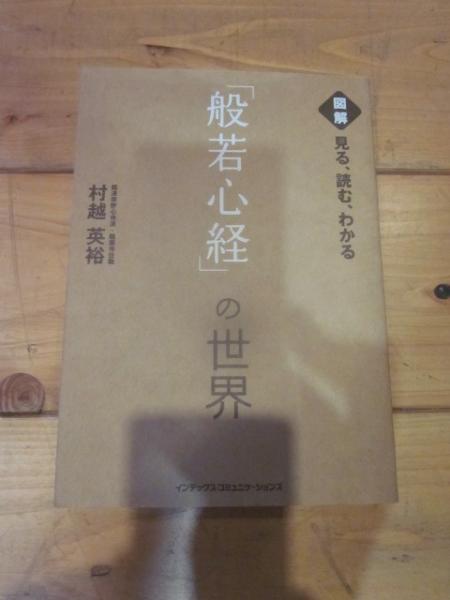 図解
見る、読む、わかる
「般若心経」の世界
村越 英裕
インデックス・コミュニケーションズ